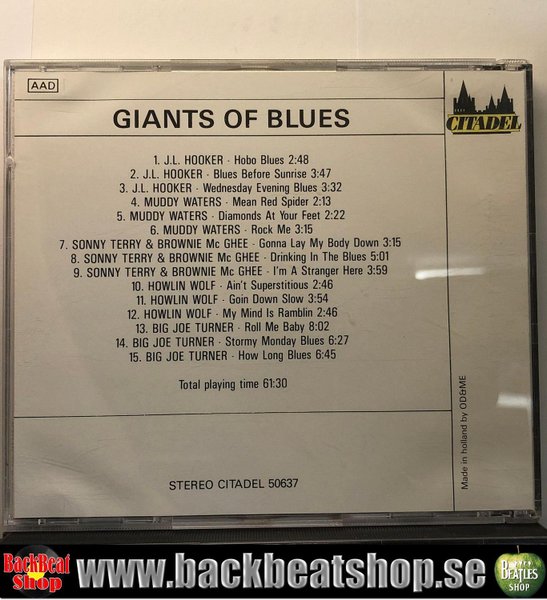 AAD
GIANTS OF BLUES
CITADEL
1. J.L. HOOKER - Hobo Blues 2:48
2. J.L. HOOKER - Blues Before Sunrise 3:47
3. J.L. HOOKER - Wednesday Evening Blues 3:32
4. MUDDY WATERS - Mean Red Spider 2:13
5. MUDDY WATERS - Diamonds At Your Feet 2:22
6. MUDDY WATERS - Rock Me 3:15
7. SONNY TERRY & BROWNIE Mc GHEE - Gonna Lay My Body Down 3:15
8. SONNY TERRY & BROWNIE Mc GHEE - Drinking In The Blues 5:01
9. SONNY TERRY & BROWNIE Mc GHEE - I'm A Stranger Here 3:59
10. HOWLIN WOLF - Ain't Superstitious 2:46
11. HOWLIN WOLF - Goin Down Slow 3:54
12. HOWLIN WOLF - My Mind Is Ramblin 2:46
13. BIG JOE TURNER - Roll Me Baby 8:02
14. BIG JOE TURNER - Stormy Monday Blues 6:27
15. BIG JOE TURNER - How Long Blues 6:45
Total playing time 61:30
Made in holland by OD&ME
STEREO CITADEL 50637
BackBeat
Shop
www.backbeatshop.se
The
BEATLES
SHOP